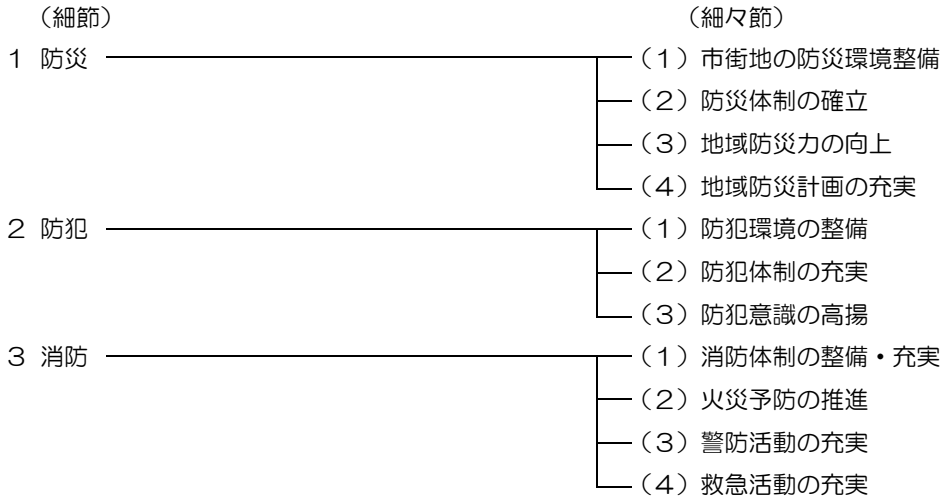 （細節） （細々節）
１ 防災 （１）市街地の防災環境整備
（２）防災体制の確立
（３）地域防災力の向上
（４）地域防災計画の充実
２ 防犯 （１）防犯環境の整備
（２）防犯体制の充実
（３）防犯意識の高揚
３ 消防 （１）消防体制の整備・充実
（２）火災予防の推進
（３）警防活動の充実
（４）救急活動の充実